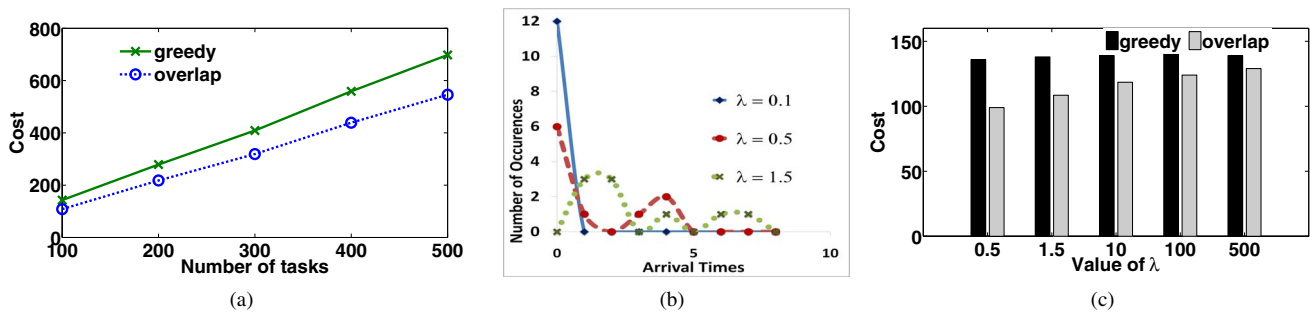 800
600
400
200
0
Cost
greedy
overlap
100 200 300 400 500
Number of tasks
(a)
12
10
8
6
4
2
0
Number of Occurences
λ = 0.1
λ = 0.5
λ = 1.5
0 5 10
Arrival Times
(b)
150
100
50
0
Cost
greedy overlap
0.5 1.5 10 100 500
Value of λ
(c)